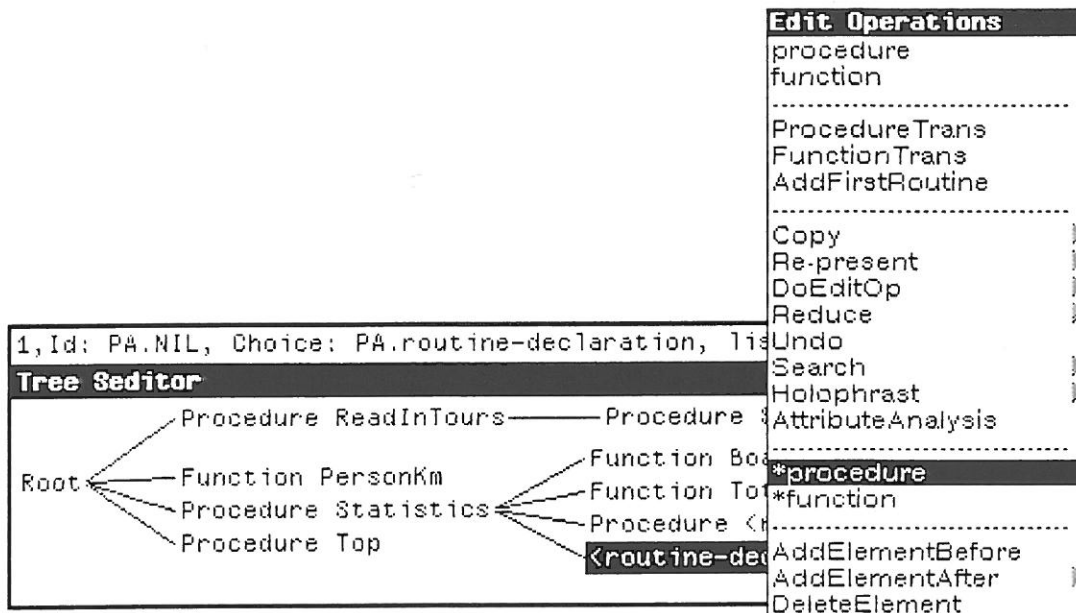 Edit Operations
procedure
function
ProcedureTrans
FunctionTrans
AddFirstRoutine
Copy
Re-present
DoEditOp
Reduce
Undo
Search
Holophrast
AttributeAnalysis
*procedure
*function
AddElementBefore
AddElementAfter
DeleteElement
1,Id: PA.NIL, Choice: PA.routine-declaration, lis
Tree Seditor
Root
Procedure ReadInTours
Function PersonKm
Procedure Statistics
Procedure Top
Procedure S
Function Boa
Function Tot
Procedure <r
<routine-dec